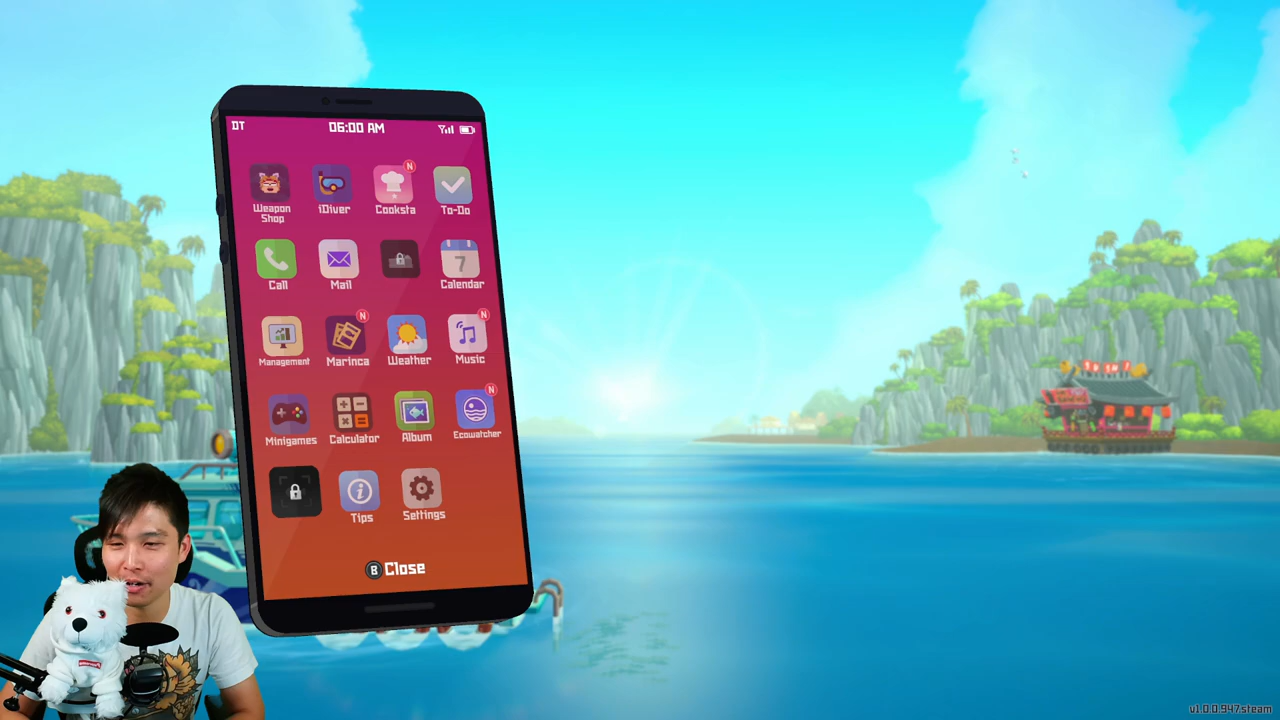 DT
06:00 AM
Weapon
Shop
iDiver
N
Cooksta
To-Do
Call
Mail
7
Calendar
Management
N
Marinca
Weather
N
Music
Minigames
Calculator
Album
N
Ecowatcher
Tips
Settings
B Close
SUSHI
v1.0.0.947.steam